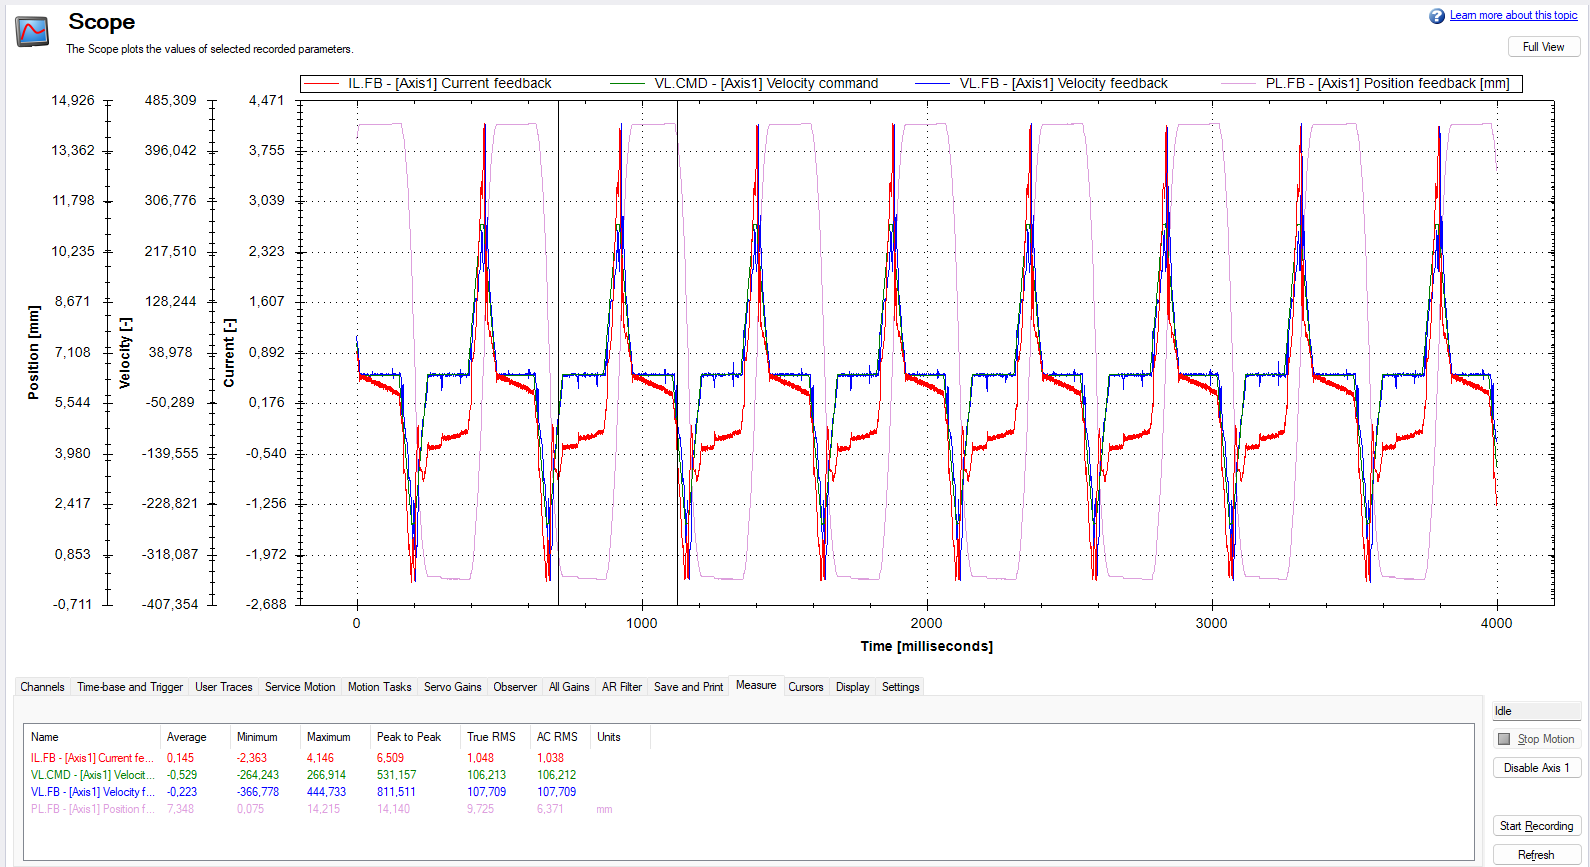 Scope
Learn more about this topic
The Scope plots the values of selected recorded parameters.
Full View
IL.FB - [Axis1] Current feedback VL.CMD - [Axis1] Velocity command VL.FB - [Axis1] Velocity feedback PL.FB - [Axis1] Position feedback [mm]
14,926 485,309 4,471
13,362 396,042 3,755
11,798 306,776 3,039
10,235 217,510 2,323
8,671 128,244 1,607
7,108 38,978 0,892
5,544 -50,289 0,176
3,980 -139,555 -0,540
2,417 -228,821 -1,256
0,853 -318,087 -1,972
-0,711 -407,354 -2,688
Position [mm]
Velocity [-]
Current [-]
0 1000 2000 3000 4000
Time [milliseconds]
Channels Time-base and Trigger User Traces Service Motion Motion Tasks Servo Gains Observer All Gains AR Filter Save and Print Measure Cursors Display Settings
Name Average Minimum Maximum Peak to Peak True RMS AC RMS Units
IL.FB - [Axis1] Current fe... 0,145 -2,363 4,146 6,509 1,048 1,038
VL.CMD - [Axis1] Velocit... -0,529 -264,243 266,914 531,157 106,213 106,212
VL.FB - [Axis1] Velocity f... -0,223 -366,778 444,733 811,511 107,709 107,709
PL.FB - [Axis1] Position f... 7,348 0,075 14,215 14,140 9,725 6,371 mm
Idle
Stop Motion
Disable Axis 1
Start Recording
Refresh